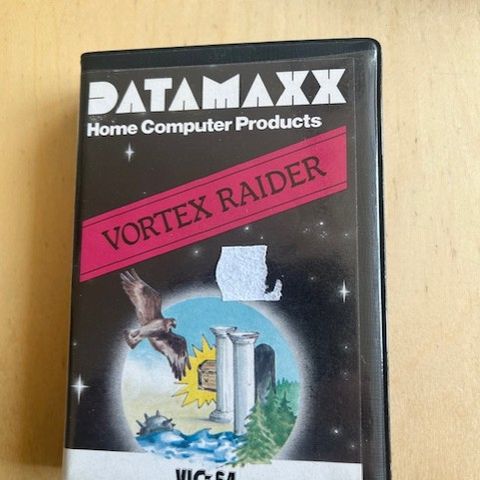 DATAMAXX
Home Computer Products
VORTEX RAIDER